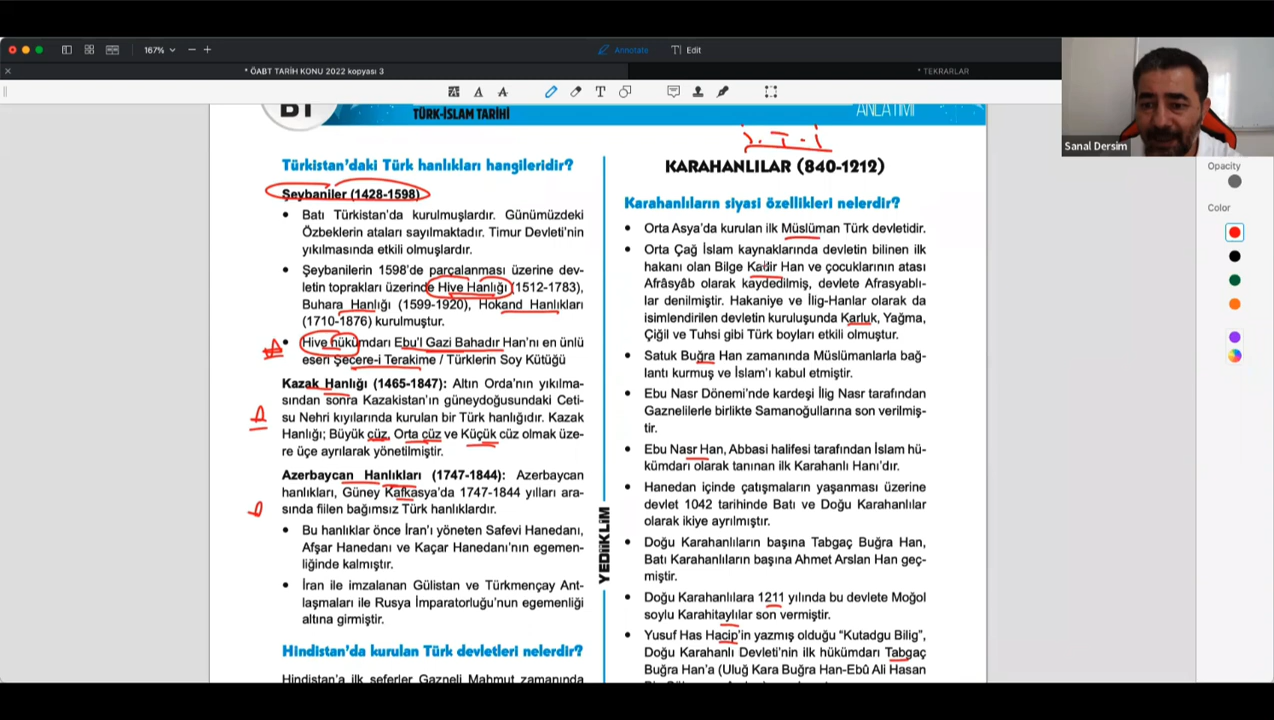 167%
Annotate
Edit
* ÖABT TARİH KONU 2022 kopyası 3
* TEKRARLAR
Sanal Dersim
Opacity
Color
BT
TÜRK-İSLAM TARİHİ
ANLATIMI
İ.T.İ
Türkistan'daki Türk hanlıkları hangileridir?
Şeybaniler (1428-1598)
• Batı Türkistan'da kurulmuşlardır. Günümüzdeki
Özbeklerin ataları sayılmaktadır. Timur Devleti'nin
yıkılmasında etkili olmuşlardır.
• Şeybanilerin 1598'de parçalanması üzerine dev-
letin toprakları üzerinde Hive Hanlığı (1512-1783),
Buhara Hanlığı (1599-1920), Hokand Hanlıkları
(1710-1876) kurulmuştur.
• Hive hükümdarı Ebu'l Gazi Bahadır Han'nı en ünlü
eseri Şecere-i Terakime / Türklerin Soy Kütüğü
Kazak Hanlığı (1465-1847): Altın Orda'nın yıkılma-
sından sonra Kazakistan'ın güneydoğusundaki Ceti-
su Nehri kıyılarında kurulan bir Türk hanlığıdır. Kazak
Hanlığı; Büyük cüz, Orta cüz ve Küçük cüz olmak üze-
re üçe ayrılarak yönetilmiştir.
Azerbaycan Hanlıkları (1747-1844): Azerbaycan
hanlıkları, Güney Kafkasya'da 1747-1844 yılları ara-
sında fiilen bağımsız Türk hanlıklardır.
• Bu hanlıklar önce İran'ı yöneten Safevi Hanedanı,
Afşar Hanedanı ve Kaçar Hanedanı'nın egemen-
liğinde kalmıştır.
• İran ile imzalanan Gülistan ve Türkmençay Ant-
laşmaları ile Rusya İmparatorluğu'nun egemenliği
altına girmiştir.
Hindistan'da kurulan Türk devletleri nelerdir?
Hindistan'a ilk seferler Gazneli Mahmut zamanında
YEDİİKLİM
KARAHANLILAR (840-1212)
Karahanlıların siyasi özellikleri nelerdir?
• Orta Asya'da kurulan ilk Müslüman Türk devletidir.
• Orta Çağ İslam kaynaklarında devletin bilinen ilk
hakanı olan Bilge Kadir Han ve çocuklarının atası
Afrâsyâb olarak kaydedilmiş, devlete Afrasyablı-
lar denilmiştir. Hakaniye ve İlig-Hanlar olarak da
isimlendirilen devletin kuruluşunda Karluk, Yağma,
Çiğil ve Tuhsi gibi Türk boyları etkili olmuştur.
• Satuk Buğra Han zamanında Müslümanlarla bağ-
lantı kurmuş ve İslam'ı kabul etmiştir.
• Ebu Nasr Dönemi'nde kardeşi İlig Nasr tarafından
Gaznelilerle birlikte Samanoğullarına son verilmiş-
tir.
• Ebu Nasr Han, Abbasi halifesi tarafından İslam hü-
kümdarı olarak tanınan ilk Karahanlı Hanı'dır.
• Hanedan içinde çatışmaların yaşanması üzerine
devlet 1042 tarihinde Batı ve Doğu Karahanlılar
olarak ikiye ayrılmıştır.
• Doğu Karahanlıların başına Tabgaç Buğra Han,
Batı Karahanlıların başına Ahmet Arslan Han geç-
miştir.
• Doğu Karahanlılara 1211 yılında bu devlete Moğol
soylu Karahitaylılar son vermiştir.
• Yusuf Has Hacip'in yazmış olduğu "Kutadgu Bilig",
Doğu Karahanlı Devleti'nin ilk hükümdarı Tabgaç
Buğra Han'a (Uluğ Kara Buğra Han-Ebû Ali Hasan